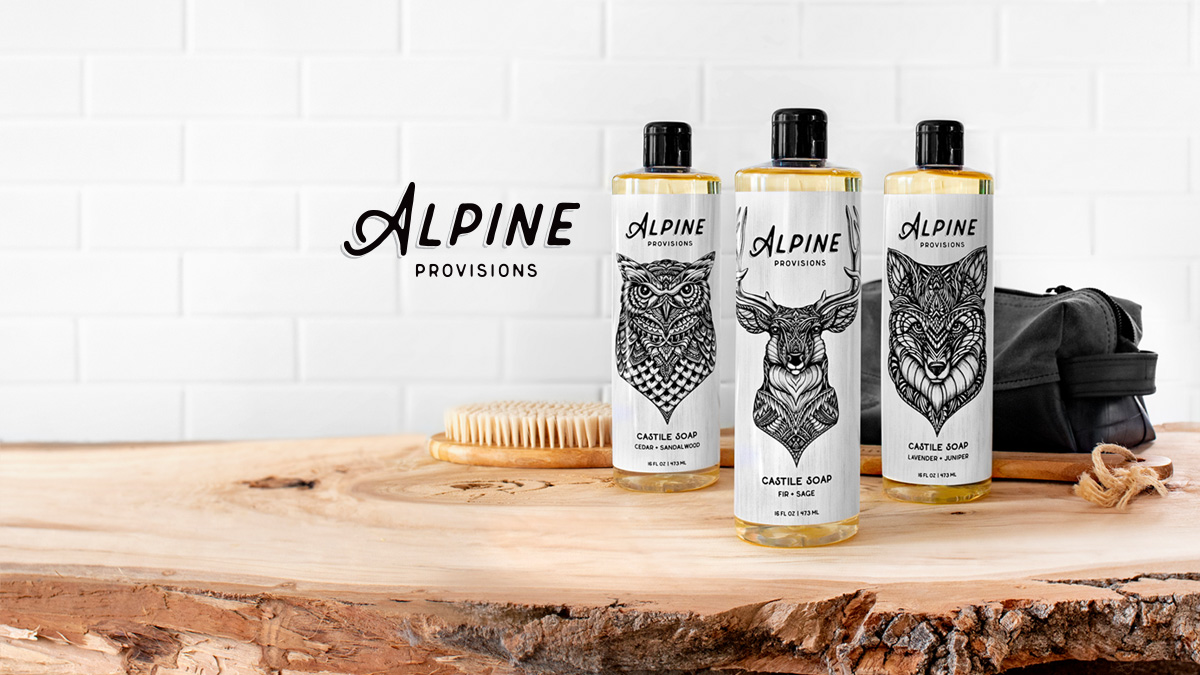 ALPINE
PROVISIONS
ALPINE
PROVISIONS
CASTILE SOAP
CEDAR + SANDALWOOD
16 FL OZ | 473 ML
ALPINE
PROVISIONS
CASTILE SOAP
FIR + SAGE
16 FL OZ | 473 ML
ALPINE
PROVISIONS
CASTILE SOAP
LAVENDER + JUNIPER
16 FL OZ | 473 ML